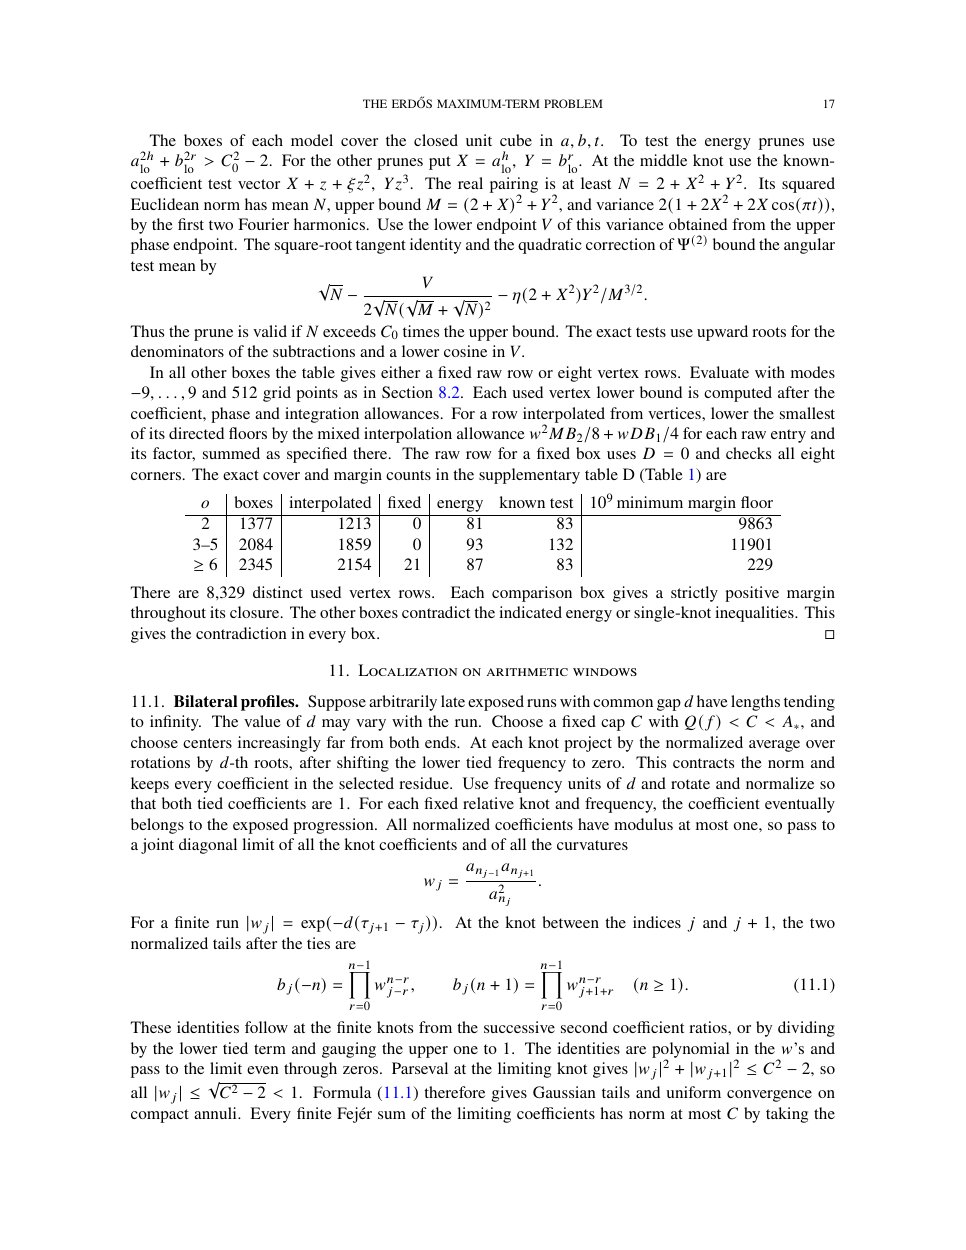 THE ERDŐS MAXIMUM-TERM PROBLEM 17
The boxes of each model cover the closed unit cube in a, b, t. To test the energy prunes use
a_{lo}^{2h} + b_{lo}^{2r} > C_0^2 − 2. For the other prunes put X = a_{lo}^h, Y = b_{lo}^r. At the middle knot use the known-
coefficient test vector X + z + ξz^2, Yz^3. The real pairing is at least N = 2 + X^2 + Y^2. Its squared
Euclidean norm has mean N, upper bound M = (2 + X)^2 + Y^2, and variance 2(1 + 2X^2 + 2X cos(πt)),
by the first two Fourier harmonics. Use the lower endpoint V of this variance obtained from the upper
phase endpoint. The square-root tangent identity and the quadratic correction of Ψ^{(2)} bound the angular
test mean by
√N − V / (2√N(√M + √N)^2) − η(2 + X^2)Y^2/M^{3/2}.
Thus the prune is valid if N exceeds C_0 times the upper bound. The exact tests use upward roots for the
denominators of the subtractions and a lower cosine in V.
In all other boxes the table gives either a fixed raw row or eight vertex rows. Evaluate with modes
−9, . . . , 9 and 512 grid points as in Section 8.2. Each used vertex lower bound is computed after the
coefficient, phase and integration allowances. For a row interpolated from vertices, lower the smallest
of its directed floors by the mixed interpolation allowance w^2MB_2/8 + wDB_1/4 for each raw entry and
its factor, summed as specified there. The raw row for a fixed box uses D = 0 and checks all eight
corners. The exact cover and margin counts in the supplementary table D (Table 1) are
o boxes interpolated fixed energy known test 10^9 minimum margin floor
2 1377 1213 0 81 83 9863
3–5 2084 1859 0 93 132 11901
≥ 6 2345 2154 21 87 83 229
There are 8,329 distinct used vertex rows. Each comparison box gives a strictly positive margin
throughout its closure. The other boxes contradict the indicated energy or single-knot inequalities. This
gives the contradiction in every box. □
11. Localization on arithmetic windows
11.1. Bilateral profiles. Suppose arbitrarily late exposed runs with common gap d have lengths tending
to infinity. The value of d may vary with the run. Choose a fixed cap C with Q(f) < C < A_*, and
choose centers increasingly far from both ends. At each knot project by the normalized average over
rotations by d-th roots, after shifting the lower tied frequency to zero. This contracts the norm and
keeps every coefficient in the selected residue. Use frequency units of d and rotate and normalize so
that both tied coefficients are 1. For each fixed relative knot and frequency, the coefficient eventually
belongs to the exposed progression. All normalized coefficients have modulus at most one, so pass to
a joint diagonal limit of all the knot coefficients and of all the curvatures
w_j = a_{n_{j−1}} a_{n_{j+1}} / a_{n_j}^2.
For a finite run |w_j| = exp(−d(τ_{j+1} − τ_j)). At the knot between the indices j and j + 1, the two
normalized tails after the ties are
b_j(−n) = ∏_{r=0}^{n−1} w_{j−r}^{n−r}, b_j(n + 1) = ∏_{r=0}^{n−1} w_{j+1+r}^{n−r} (n ≥ 1). (11.1)
These identities follow at the finite knots from the successive second coefficient ratios, or by dividing
by the lower tied term and gauging the upper one to 1. The identities are polynomial in the w's and
pass to the limit even through zeros. Parseval at the limiting knot gives |w_j|^2 + |w_{j+1}|^2 ≤ C^2 − 2, so
all |w_j| ≤ √(C^2 − 2) < 1. Formula (11.1) therefore gives Gaussian tails and uniform convergence on
compact annuli. Every finite Fejér sum of the limiting coefficients has norm at most C by taking the